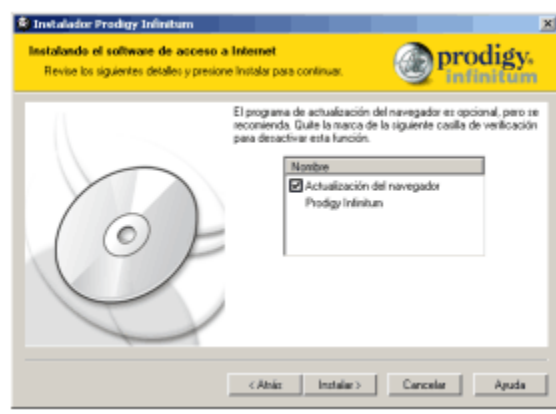 Instalador Prodigy Infinitum
Instalando el software de acceso a Internet
Revise los siguientes detalles y presione Instalar para continuar.
prodigy
infinitum
El programa de actualización del navegador es opcional, pero se
recomienda. Quite la marca de la siguiente casilla de verificación
para desactivar esta función.
Nombre
Actualización del navegador
Prodigy Infinitum
< Atrás
Instalar >
Cancelar
Ayuda